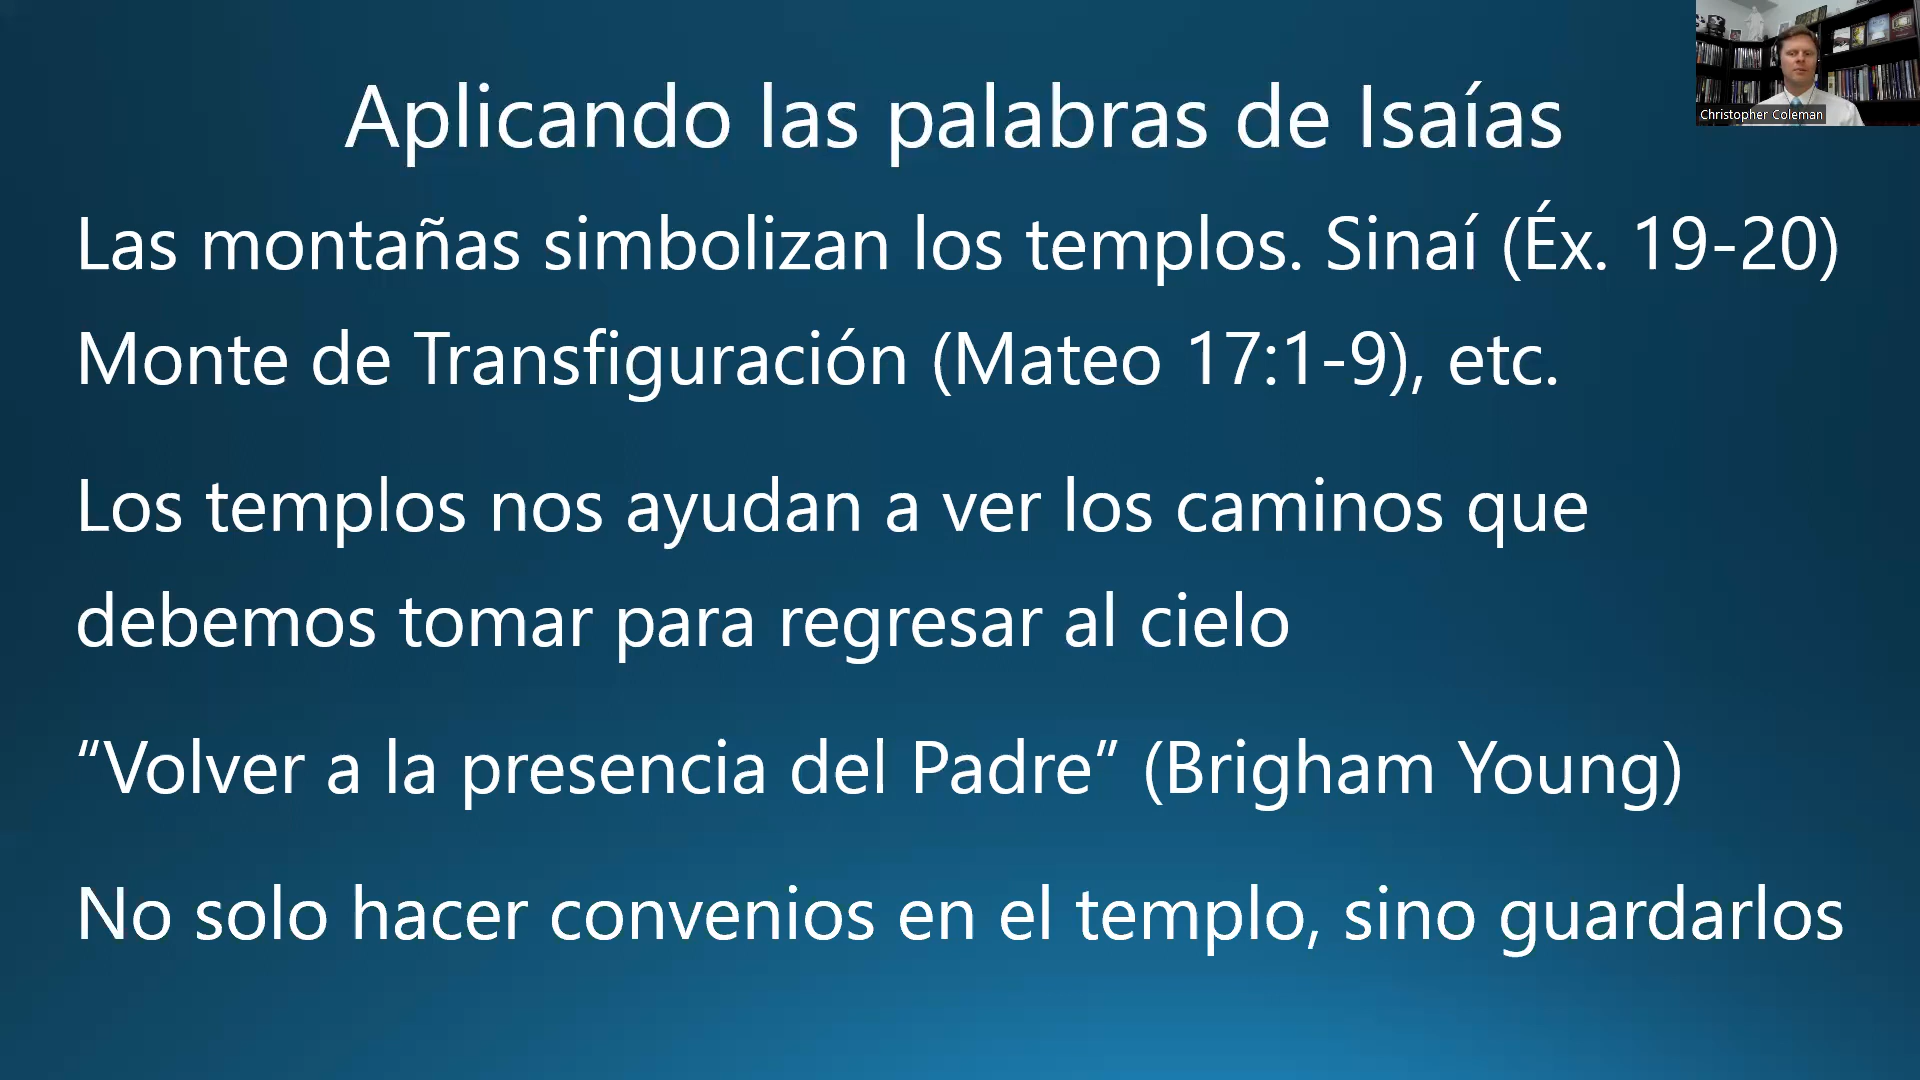 Aplicando las palabras de Isaías
Christopher Coleman
Las montañas simbolizan los templos. Sinaí (Éx. 19-20)
Monte de Transfiguración (Mateo 17:1-9), etc.
Los templos nos ayudan a ver los caminos que
debemos tomar para regresar al cielo
“Volver a la presencia del Padre” (Brigham Young)
No solo hacer convenios en el templo, sino guardarlos